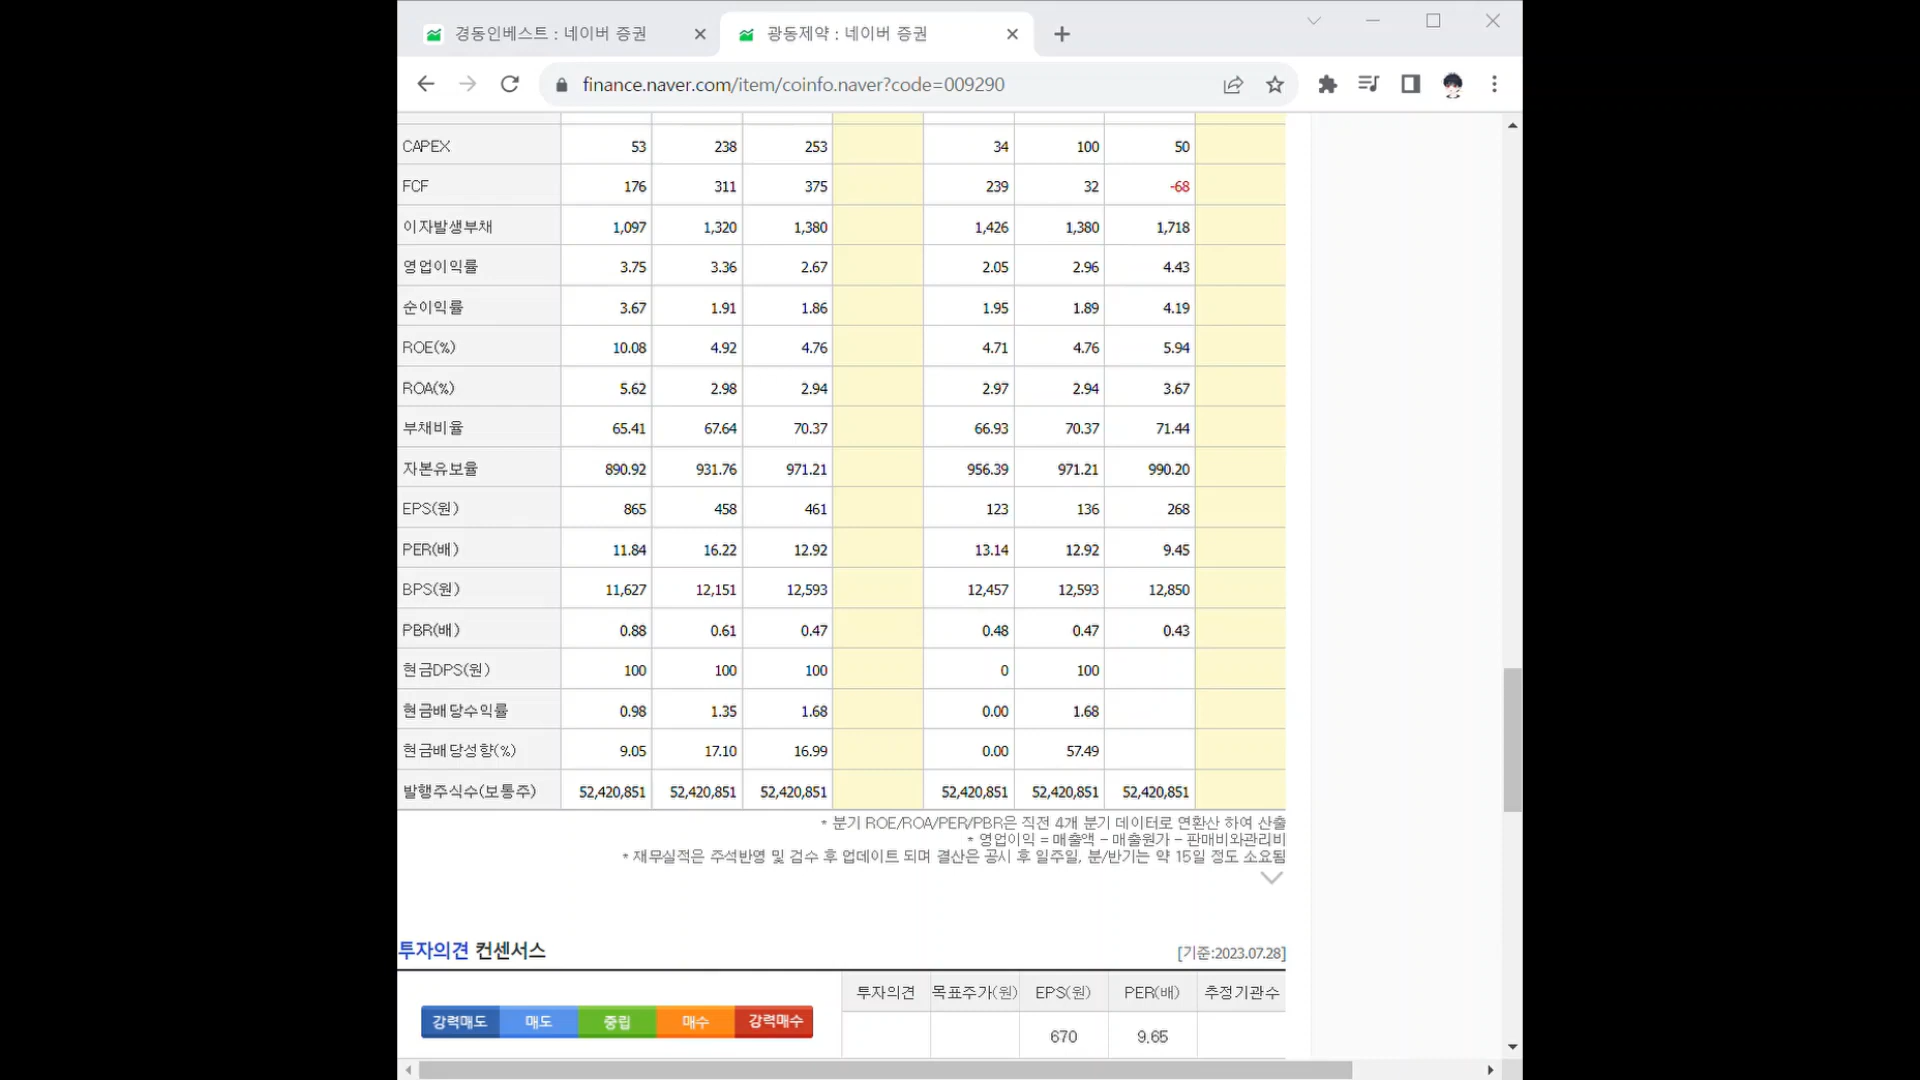 경동인베스트 : 네이버 증권
광동제약 : 네이버 증권
finance.naver.com/item/coinfo.naver?code=009290
CAPEX 53 238 253 34 100 50
FCF 176 311 375 239 32 -68
이자발생부채 1,097 1,320 1,380 1,426 1,380 1,718
영업이익률 3.75 3.36 2.67 2.05 2.96 4.43
순이익률 3.67 1.91 1.86 1.95 1.89 4.19
ROE(%) 10.08 4.92 4.76 4.71 4.76 5.94
ROA(%) 5.62 2.98 2.94 2.97 2.94 3.67
부채비율 65.41 67.64 70.37 66.93 70.37 71.44
자본유보율 890.92 931.76 971.21 956.39 971.21 990.20
EPS(원) 865 458 461 123 136 268
PER(배) 11.84 16.22 12.92 13.14 12.92 9.45
BPS(원) 11,627 12,151 12,593 12,457 12,593 12,850
PBR(배) 0.88 0.61 0.47 0.48 0.47 0.43
현금DPS(원) 100 100 100 0 100
현금배당수익률 0.98 1.35 1.68 0.00 1.68
현금배당성향(%) 9.05 17.10 16.99 0.00 57.49
발행주식수(보통주) 52,420,851 52,420,851 52,420,851 52,420,851 52,420,851 52,420,851
* 분기 ROE/ROA/PER/PBR은 직전 4개 분기 데이터로 연환산 하여 산출
* 영업이익 = 매출액 - 매출원가 - 판매비와관리비
* 재무실적은 주석반영 및 검수 후 업데이트 되며 결산은 공시 후 일주일, 분/반기는 약 15일 정도 소요됨
투자의견 컨센서스 [기준:2023.07.28]
투자의견 목표주가(원) EPS(원) PER(배) 추정기관수
강력매도 매도 중립 매수 강력매수
670 9.65